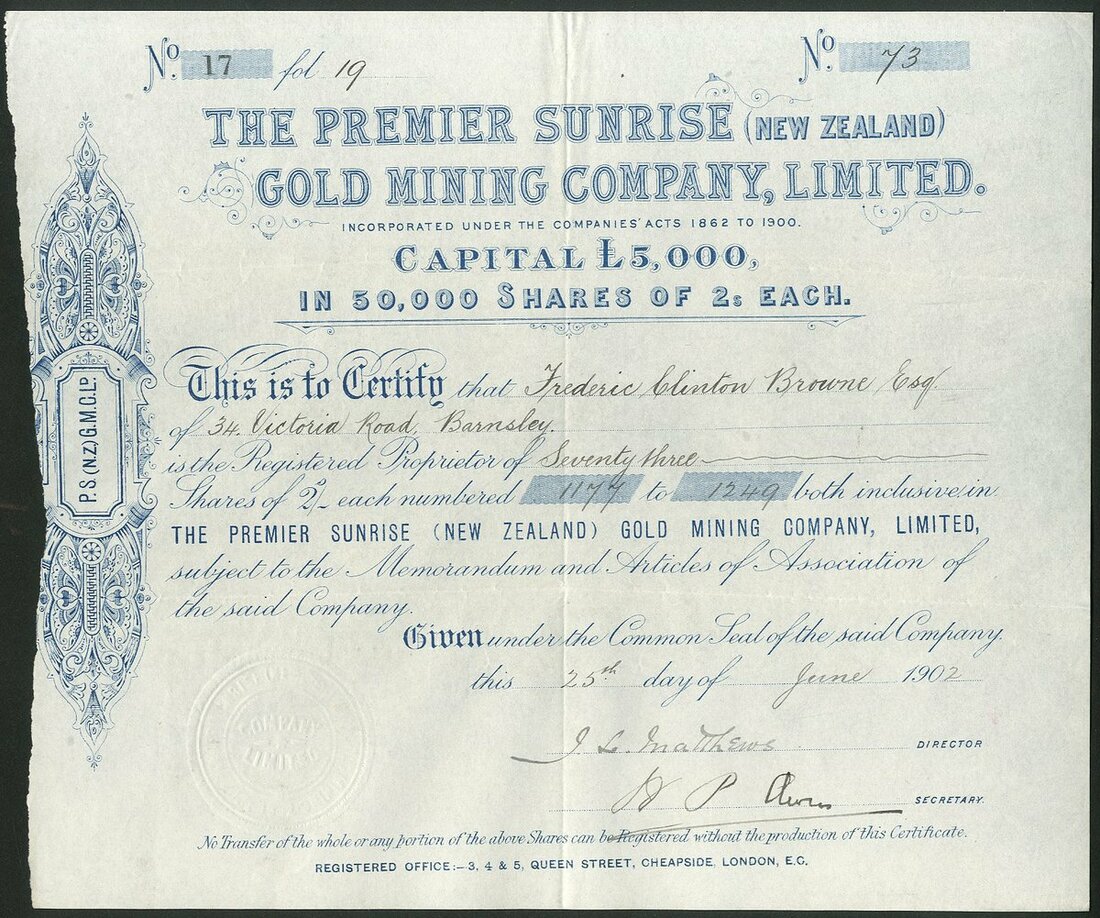 No. 17 fol 19
No. 73
THE PREMIER SUNRISE (NEW ZEALAND)
GOLD MINING COMPANY, LIMITED.
INCORPORATED UNDER THE COMPANIES' ACTS 1862 TO 1900.
CAPITAL £5,000,
IN 50,000 SHARES OF 2s EACH.
This is to Certify that Frederic Clinton Browne Esq
of 34 Victoria Road, Barnsley.
is the Registered Proprietor of Seventy three
Shares of 2/- each numbered 1177 to 1249 both inclusive in
THE PREMIER SUNRISE (NEW ZEALAND) GOLD MINING COMPANY, LIMITED,
subject to the Memorandum and Articles of Association of
the said Company.
Given under the Common Seal of the said Company
this 25th day of June 1902
J L Matthews DIRECTOR
H P SECRETARY.
No Transfer of the whole or any portion of the above Shares can be Registered without the production of this Certificate.
REGISTERED OFFICE:—3, 4 & 5, QUEEN STREET, CHEAPSIDE, LONDON, E.C.
P.S.(N.Z.)G.M.C.LD.
COMPANY
LIMITED